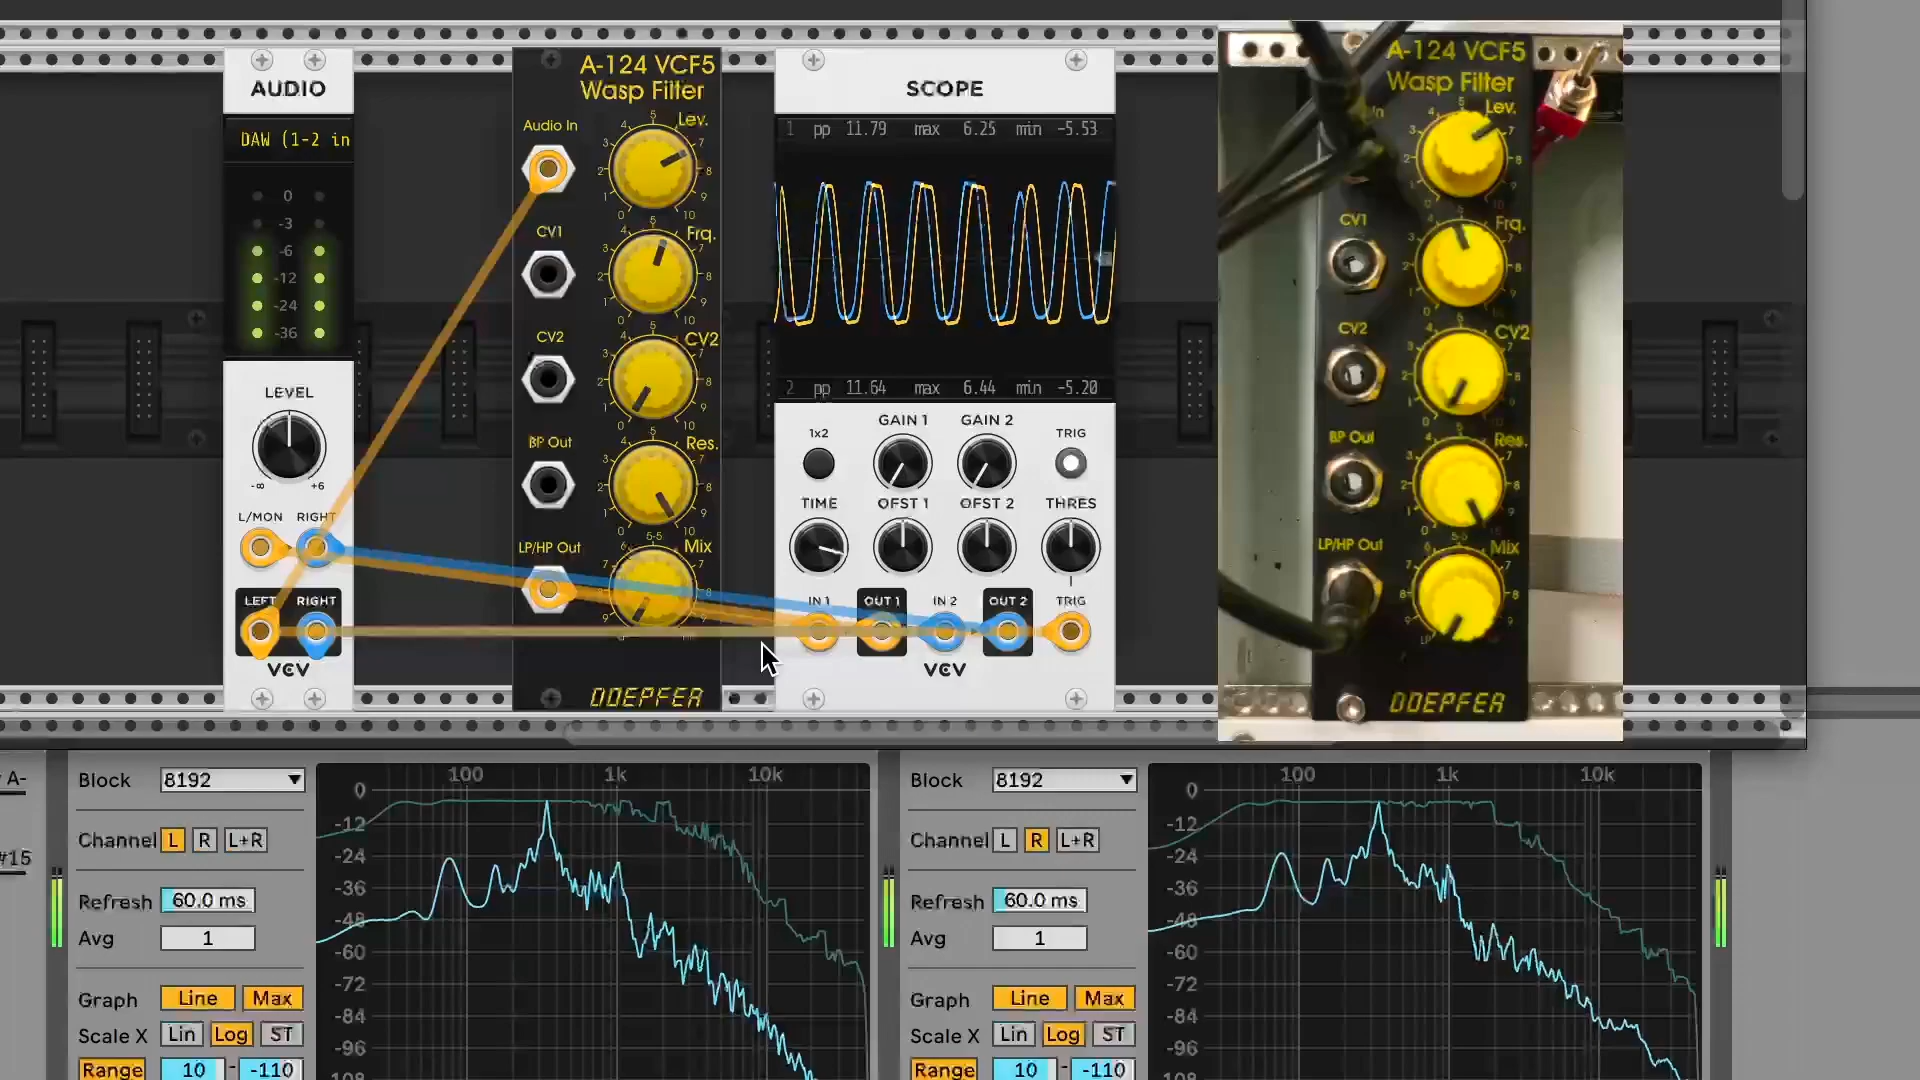 AUDIO
DAW (1-2 in
0
-3
-6
-12
-24
-36
LEVEL
-∞ +6
L/MON RIGHT
LEFT RIGHT
VCV
A-124 VCF5
Wasp Filter
Audio In
Lev.
CV1
Frq.
CV2
CV2
BP Out
Res.
LP/HP Out
Mix
DOEPFER
SCOPE
1 pp 11.79 max 6.25 min -5.53
2 pp 11.64 max 6.44 min -5.20
1x2 GAIN 1 GAIN 2 TRIG
TIME OFST 1 OFST 2 THRES
IN 1 OUT 1 IN 2 OUT 2 TRIG
VCV
A-124 VCF5
Wasp Filter
Lev.
CV1
Frq.
CV2
CV2
BP Out
Res.
LP/HP Out
Mix
DOEPFER
A-
#15
Block 8192
Channel L R L+R
Refresh 60.0 ms
Avg 1
Graph Line Max
Scale X Lin Log ST
Range 10 - -110
100 1k 10k
0
-12
-24
-36
-48
-60
-72
-84
-96
Block 8192
Channel L R L+R
Refresh 60.0 ms
Avg 1
Graph Line Max
Scale X Lin Log ST
Range 10 - -110
100 1k 10k
0
-12
-24
-36
-48
-60
-72
-84
-96